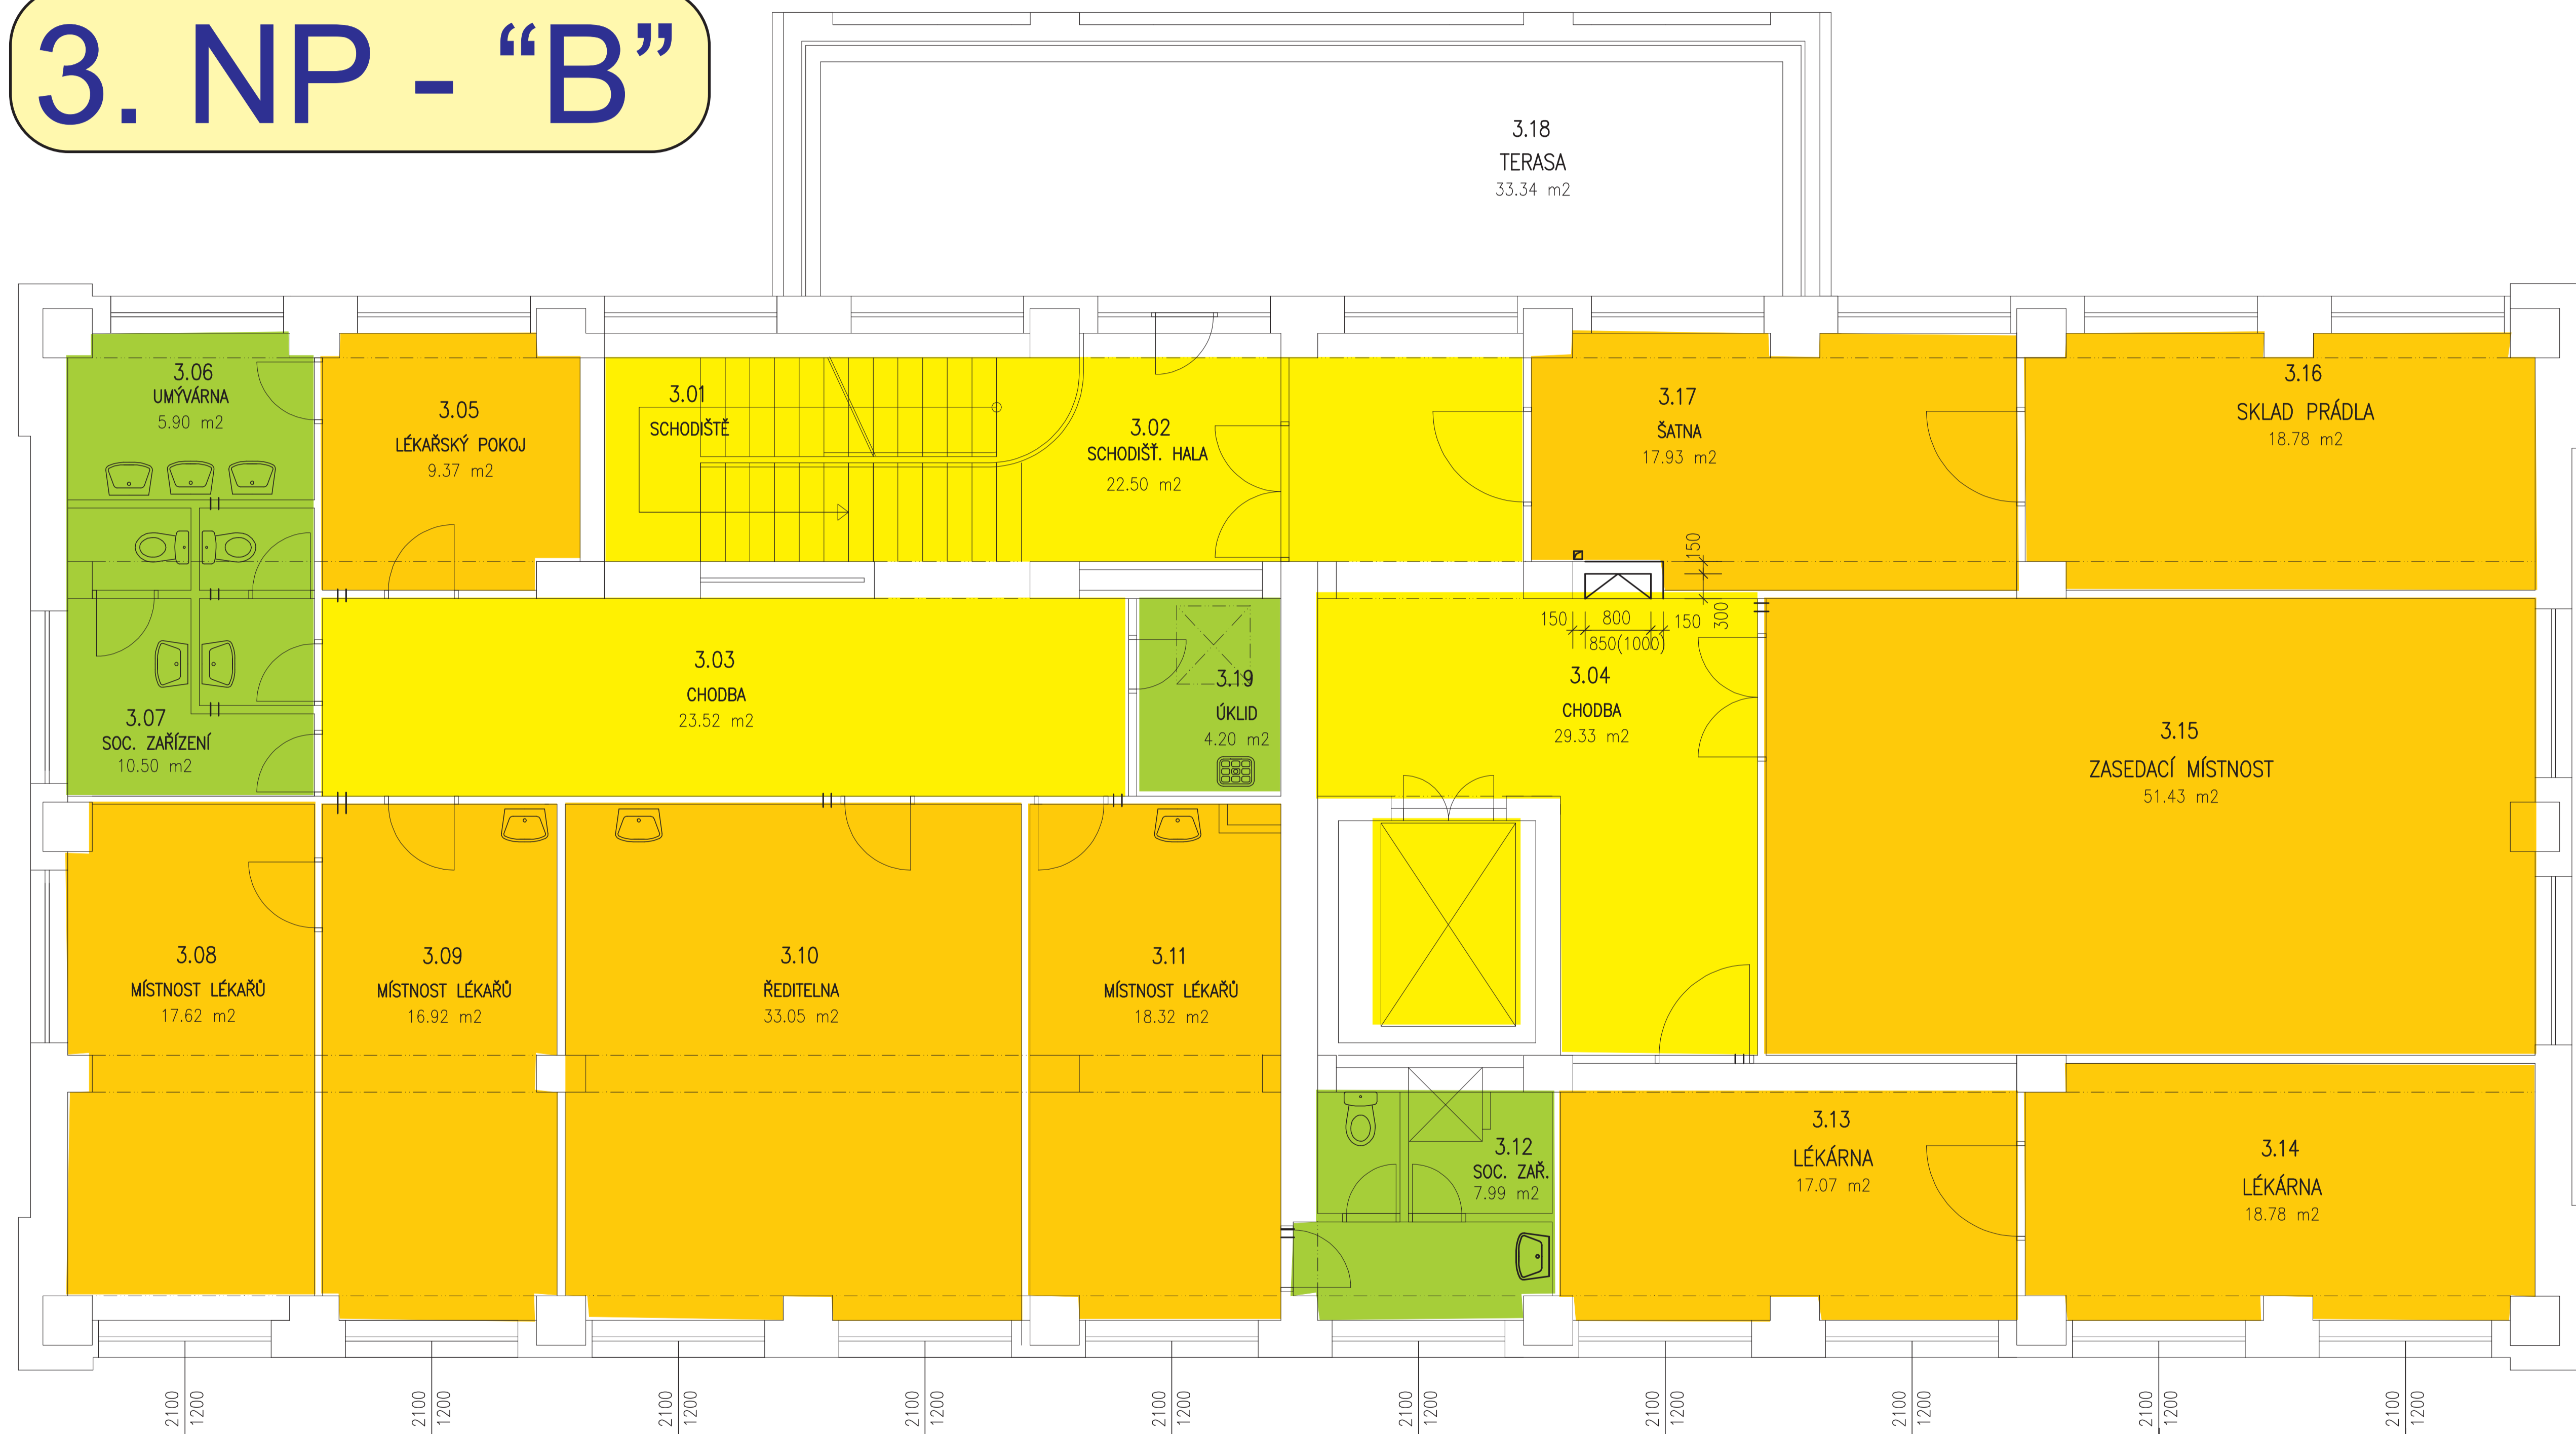 3. NP - “B”
3.18
TERASA
33.34 m2
3.06
UMÝVÁRNA
5.90 m2
3.05
LÉKAŘSKÝ POKOJ
9.37 m2
3.01
SCHODIŠTĚ
3.02
SCHODIŠŤ. HALA
22.50 m2
3.17
ŠATNA
17.93 m2
3.16
SKLAD PRÁDLA
18.78 m2
150
300
150
800
150
850(1000)
3.07
SOC. ZAŘÍZENÍ
10.50 m2
3.03
CHODBA
23.52 m2
3.19
ÚKLID
4.20 m2
3.04
CHODBA
29.33 m2
3.15
ZASEDACÍ MÍSTNOST
51.43 m2
3.08
MÍSTNOST LÉKAŘŮ
17.62 m2
3.09
MÍSTNOST LÉKAŘŮ
16.92 m2
3.10
ŘEDITELNA
33.05 m2
3.11
MÍSTNOST LÉKAŘŮ
18.32 m2
3.12
SOC. ZAŘ.
7.99 m2
3.13
LÉKÁRNA
17.07 m2
3.14
LÉKÁRNA
18.78 m2
2100
1200
2100
1200
2100
1200
2100
1200
2100
1200
2100
1200
2100
1200
2100
1200
2100
1200
2100
1200